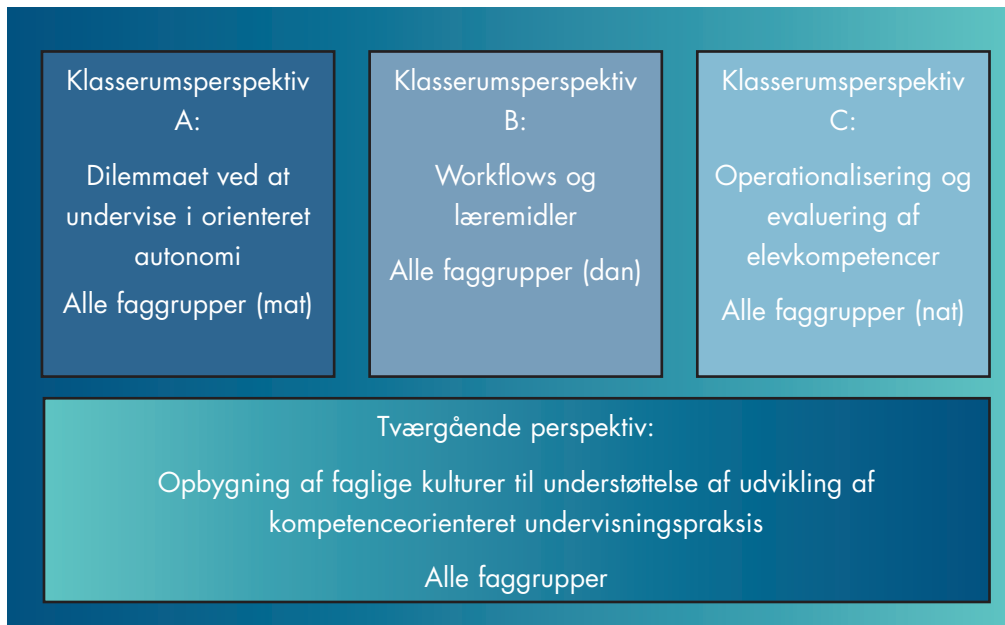 Klasserumsperspektiv
A:
Dilemmaet ved at
undervise i orienteret
autonomi
Alle faggrupper (mat)
Klasserumsperspektiv
B:
Workflows og
læremidler
Alle faggrupper (dan)
Klasserumsperspektiv
C:
Operationalisering og
evaluering af
elevkompetencer
Alle faggrupper (nat)
Tværgående perspektiv:
Opbygning af faglige kulturer til understøttelse af udvikling af
kompetenceorienteret undervisningspraksis
Alle faggrupper